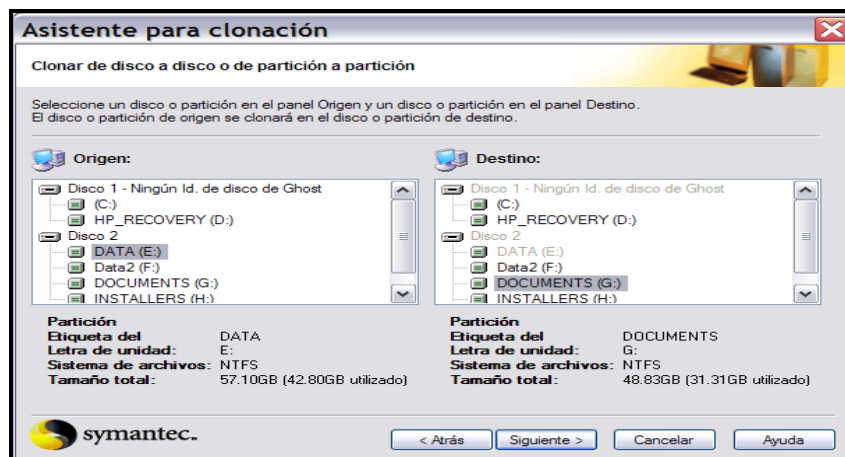 Asistente para clonación
Clonar de disco a disco o de partición a partición
Seleccione un disco o partición en el panel Origen y un disco o partición en el panel Destino.
El disco o partición de origen se clonará en el disco o partición de destino.
Origen:
Disco 1 - Ningún Id. de disco de Ghost
(C:)
HP_RECOVERY (D:)
Disco 2
DATA (E:)
Data2 (F:)
DOCUMENTS (G:)
INSTALLERS (H:)
Partición
Etiqueta del DATA
Letra de unidad: E:
Sistema de archivos: NTFS
Tamaño total: 57.10GB (42.80GB utilizado)
Destino:
Disco 1 - Ningún Id. de disco de Ghost
(C:)
HP_RECOVERY (D:)
Disco 2
DATA (E:)
Data2 (F:)
DOCUMENTS (G:)
INSTALLERS (H:)
Partición
Etiqueta del DOCUMENTS
Letra de unidad: G:
Sistema de archivos: NTFS
Tamaño total: 48.83GB (31.31GB utilizado)
symantec.
< Atrás Siguiente > Cancelar Ayuda